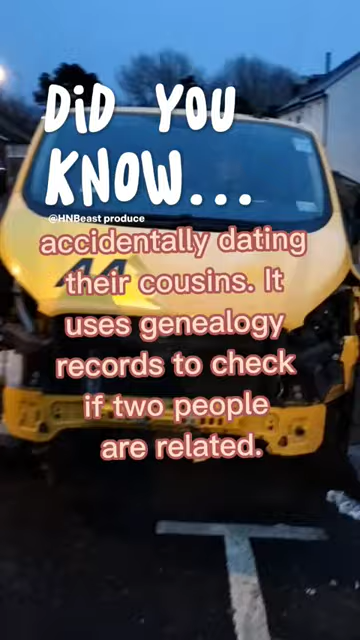 DiD YOU
KNOW...
@HNBeast produce
accidentally dating
their cousins. It
AA
uses genealogy
records to check
if two people
are related.